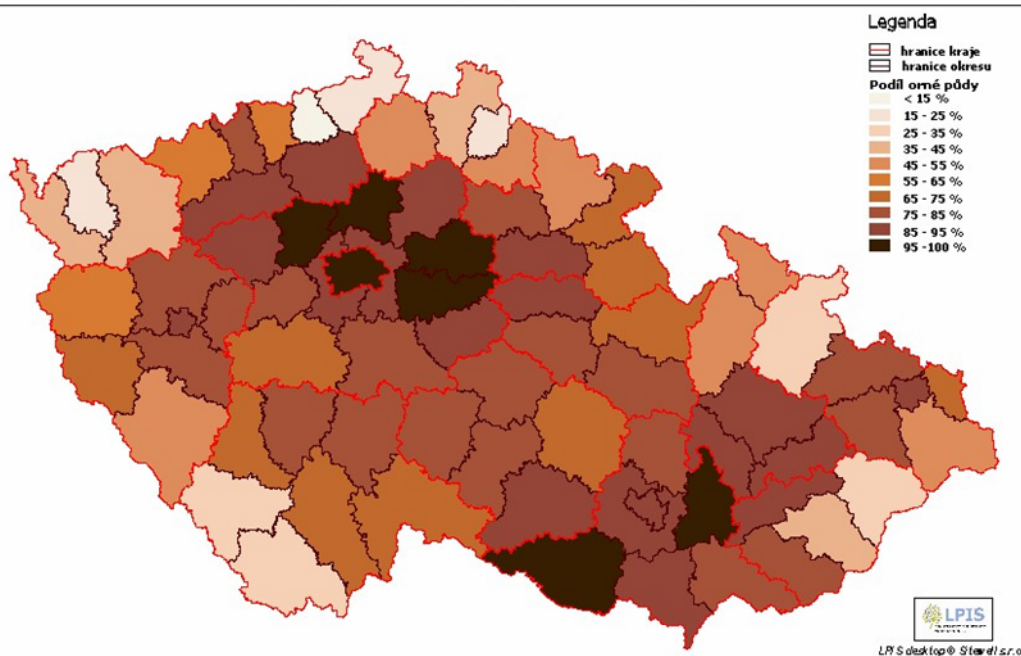 Legenda
hranice kraje
hranice okresu
Podíl orné půdy
< 15 %
15 - 25 %
25 - 35 %
35 - 45 %
45 - 55 %
55 - 65 %
65 - 75 %
75 - 85 %
85 - 95 %
95 -100 %
LPIS
LPIS desktop®